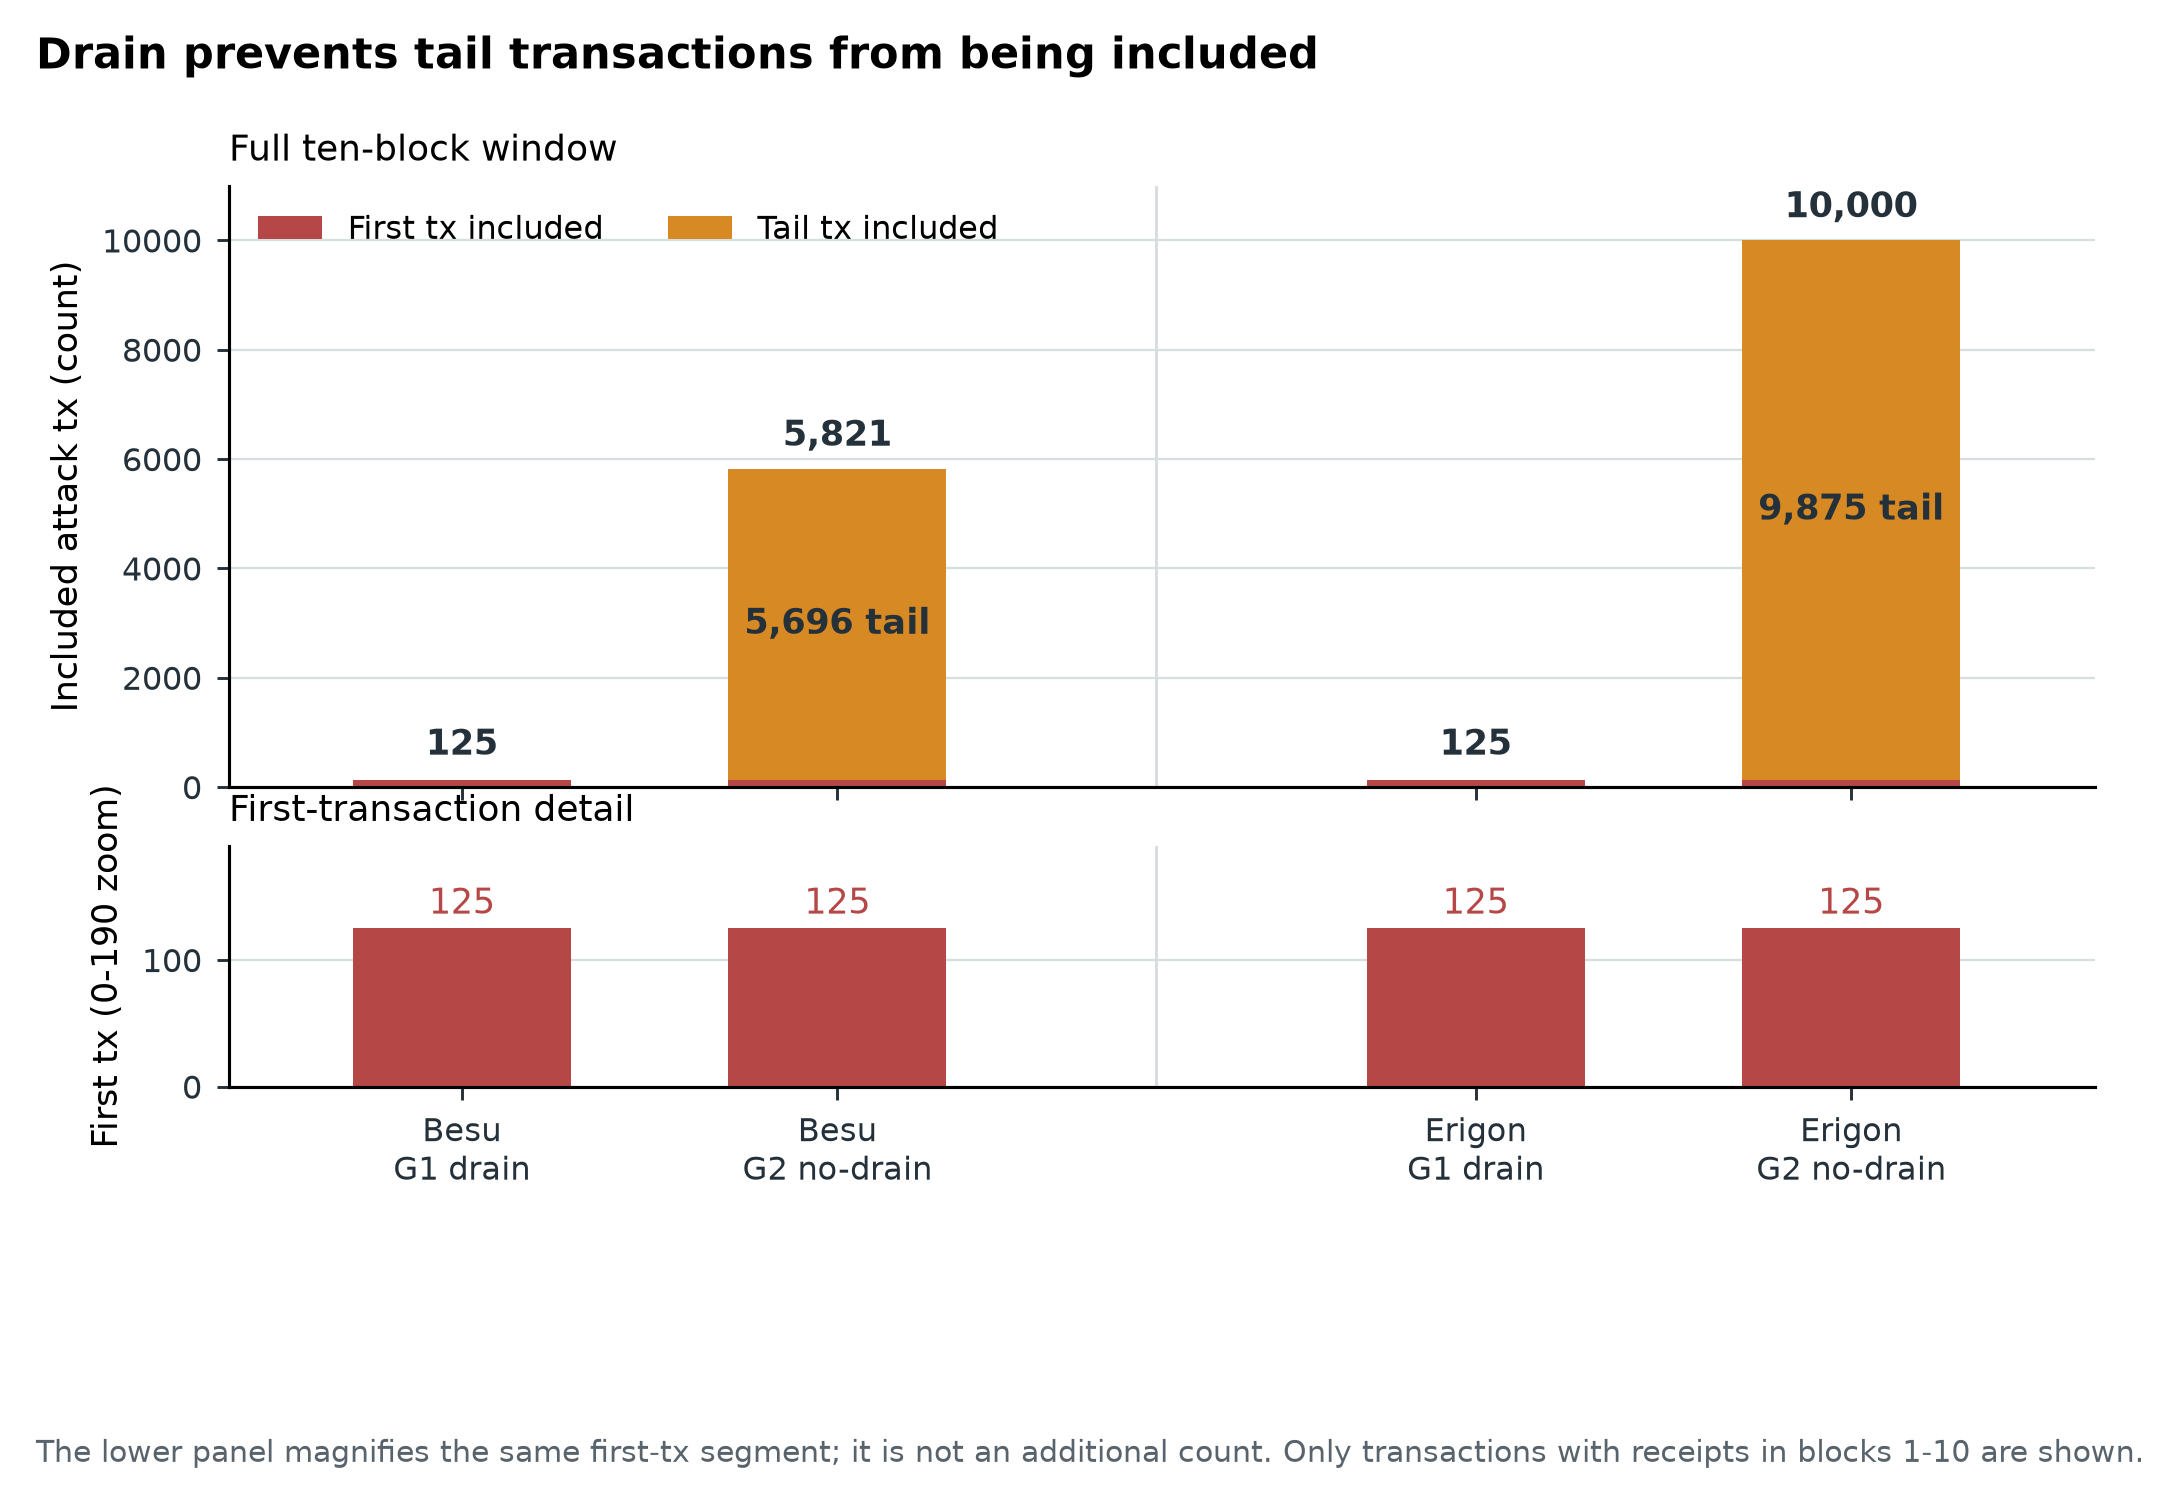 Drain prevents tail transactions from being included
Full ten-block window
First tx included
Tail tx included
Included attack tx (count)
10000
8000
6000
4000
2000
0
125
5,821
5,696 tail
125
10,000
9,875 tail
First-transaction detail
First tx (0-190 zoom)
100
0
125
125
125
125
Besu
G1 drain
Besu
G2 no-drain
Erigon
G1 drain
Erigon
G2 no-drain
The lower panel magnifies the same first-tx segment; it is not an additional count. Only transactions with receipts in blocks 1-10 are shown.